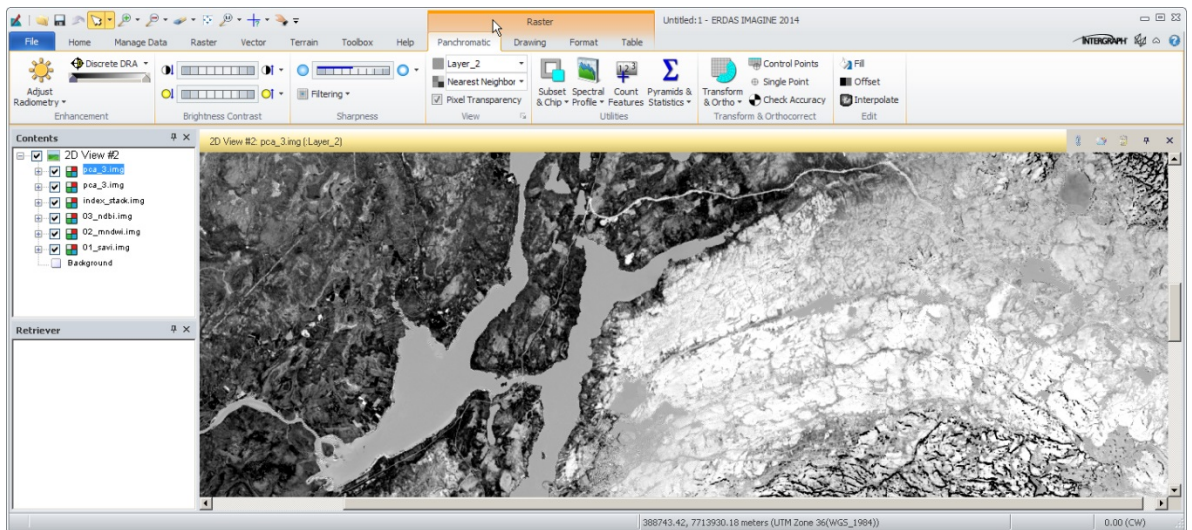 Raster
Untitled:1 - ERDAS IMAGINE 2014
File Home Manage Data Raster Vector Terrain Toolbox Help Panchromatic Drawing Format Table
INTERGRAPH
Adjust Radiometry
Discrete DRA
Enhancement
Brightness Contrast
Filtering
Sharpness
Layer_2
Nearest Neighbor
Pixel Transparency
View
Subset & Chip
Spectral Profile
Count Features
Pyramids & Statistics
Utilities
Transform & Ortho
Control Points
Single Point
Check Accuracy
Transform & Orthocorrect
Fill
Offset
Interpolate
Edit
Contents
2D View #2
pca_3.img
pca_3.img
index_stack.img
03_ndbi.img
02_mndwi.img
01_savi.img
Background
Retriever
2D View #2: pca_3.img (:Layer_2)
388743.42, 7713930.18 meters (UTM Zone 36(WGS_1984))
0.00 (CW)